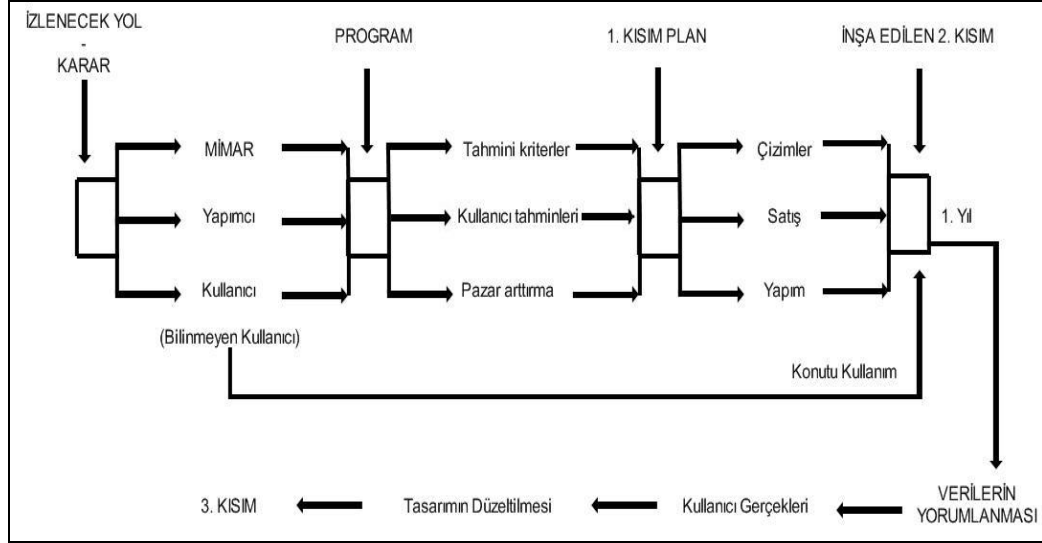 İZLENECEK YOL
-
KARAR
PROGRAM
1. KISIM PLAN
İNŞA EDİLEN 2. KISIM
MİMAR
Tahmini kriterler
Çizimler
Yapımcı
Kullanıcı tahminleri
Satış
1. Yıl
Kullanıcı
Pazar arttırma
Yapım
(Bilinmeyen Kullanıcı)
Konutu Kullanım
3. KISIM
Tasarımın Düzeltilmesi
Kullanıcı Gerçekleri
VERİLERİN
YORUMLANMASI